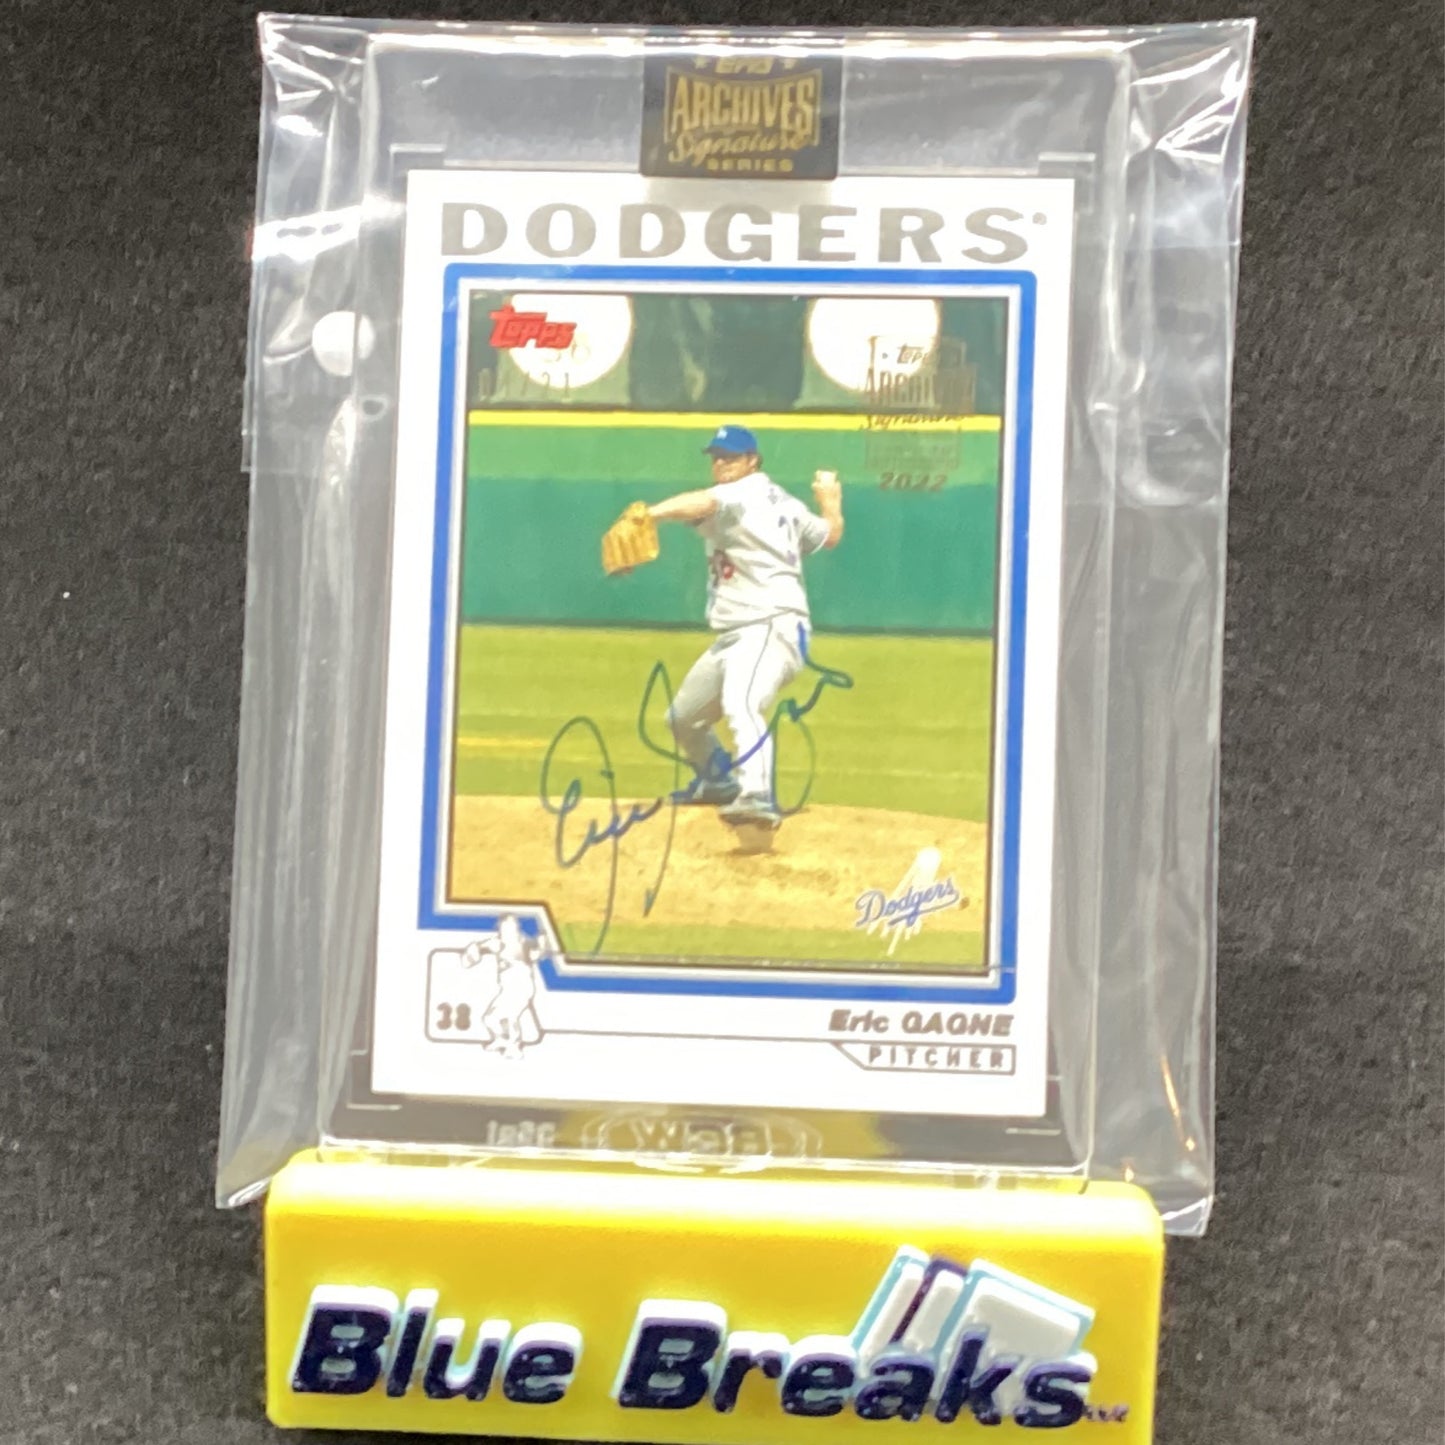 Topps
ARCHIVES
Signature
SERIES
DODGERS®
Topps
Topps
ARCHIVES
Signature
2022
Dodgers
38
Eric GAGNE
PITCHER
Blue Breaks